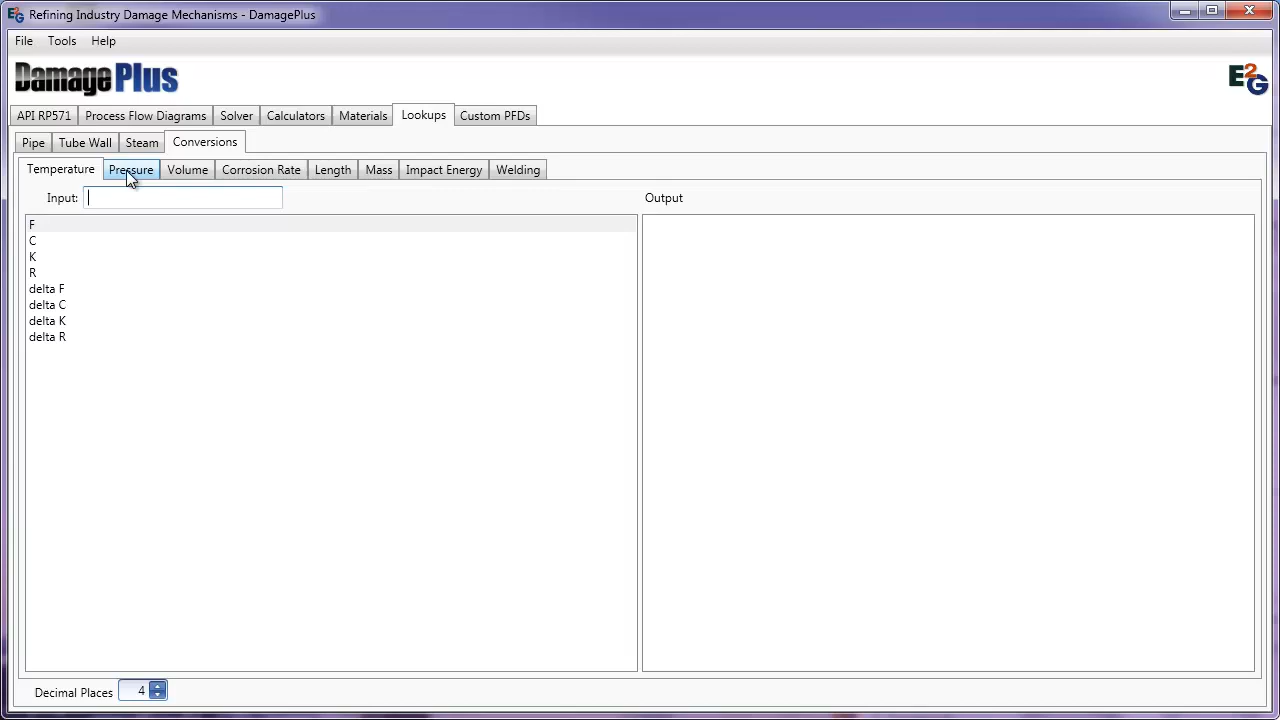 Refining Industry Damage Mechanisms - DamagePlus
File Tools Help
DamagePlus
E2G
API RP571 Process Flow Diagrams Solver Calculators Materials Lookups Custom PFDs
Pipe Tube Wall Steam Conversions
Temperature Pressure Volume Corrosion Rate Length Mass Impact Energy Welding
Input: Output
F
C
K
R
delta F
delta C
delta K
delta R
Decimal Places 4